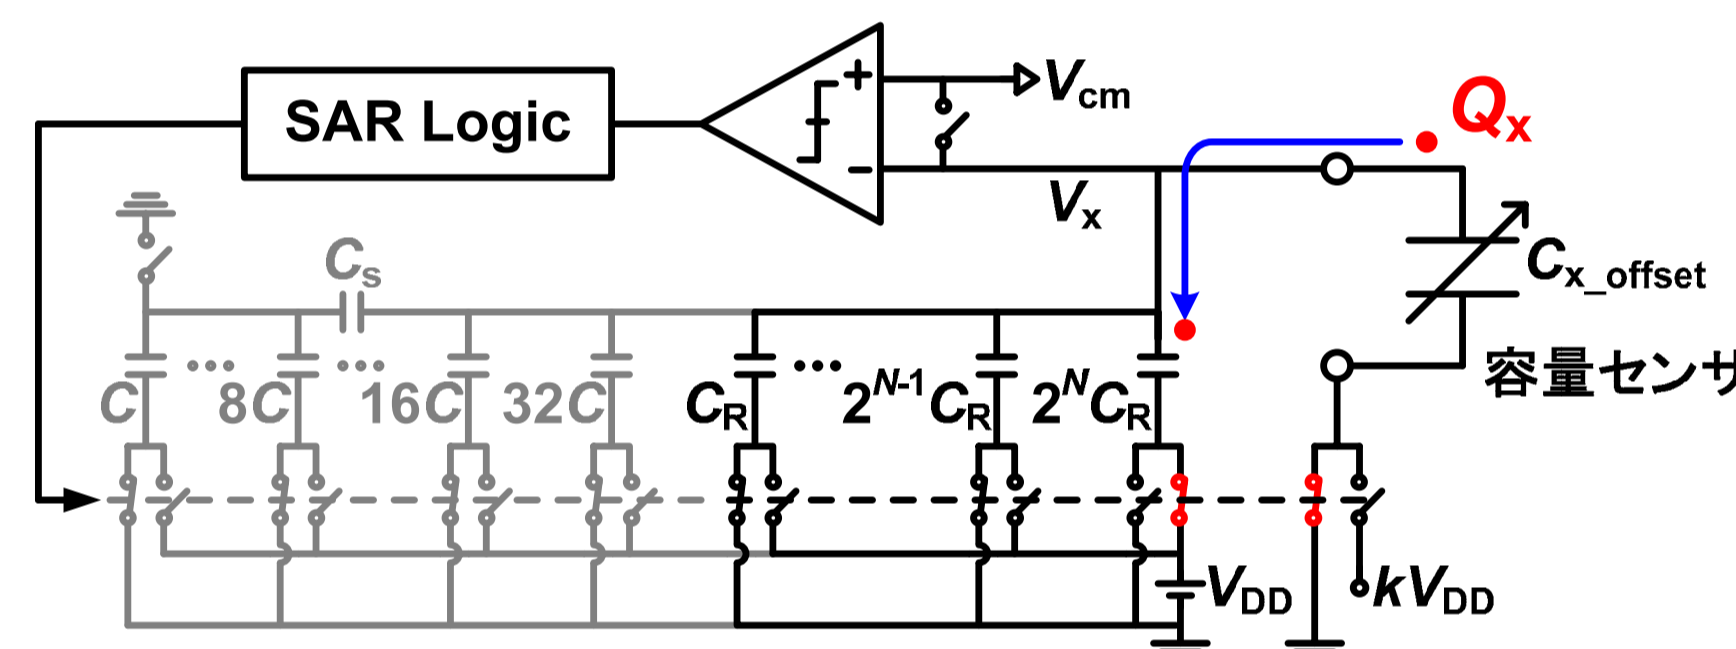 SAR Logic
+
Vcm
Qx
−
Vx
Cs
Cx_offset
容量センサ
C
8C
16C
32C
CR
2N-1CR
2NCR
VDD
kVDD